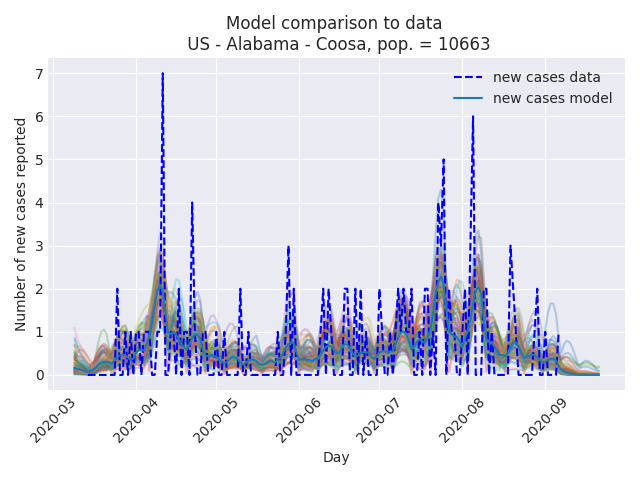 Model comparison to data
US - Alabama - Coosa, pop. = 10663
new cases data
new cases model
Number of new cases reported
7
6
5
4
3
2
1
0
2020-03
2020-04
2020-05
2020-06
2020-07
2020-08
2020-09
Day